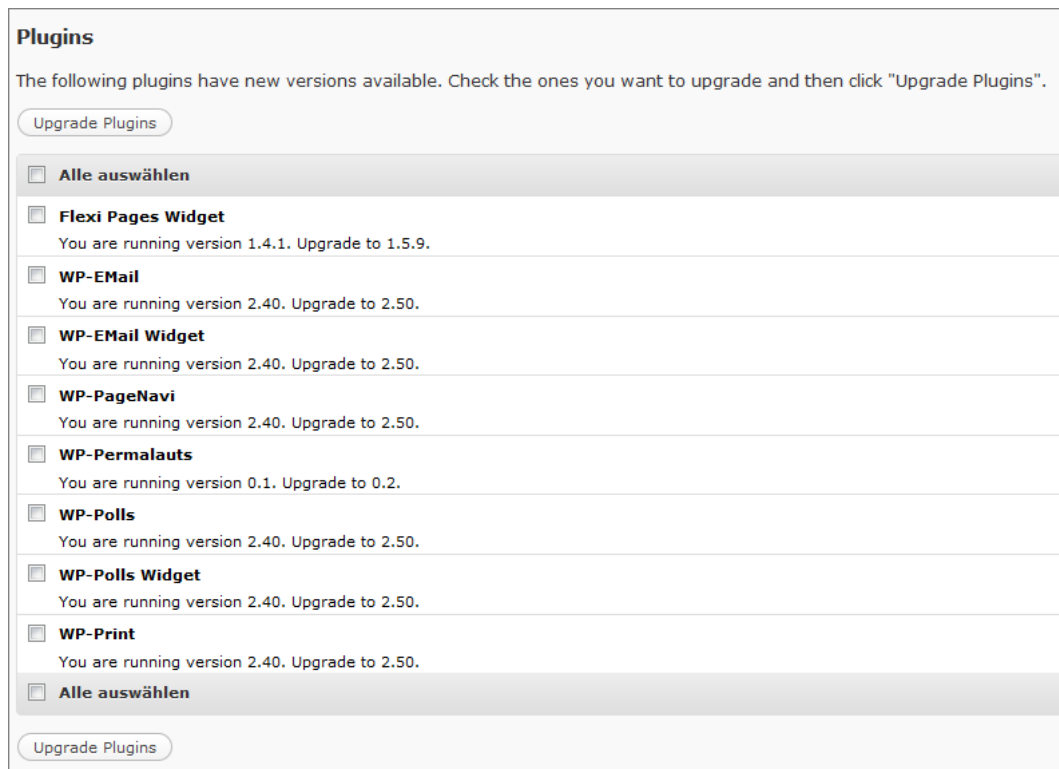 Plugins
The following plugins have new versions available. Check the ones you want to upgrade and then click "Upgrade Plugins".
Upgrade Plugins
Alle auswählen
Flexi Pages Widget
You are running version 1.4.1. Upgrade to 1.5.9.
WP-EMail
You are running version 2.40. Upgrade to 2.50.
WP-EMail Widget
You are running version 2.40. Upgrade to 2.50.
WP-PageNavi
You are running version 2.40. Upgrade to 2.50.
WP-Permalauts
You are running version 0.1. Upgrade to 0.2.
WP-Polls
You are running version 2.40. Upgrade to 2.50.
WP-Polls Widget
You are running version 2.40. Upgrade to 2.50.
WP-Print
You are running version 2.40. Upgrade to 2.50.
Alle auswählen
Upgrade Plugins